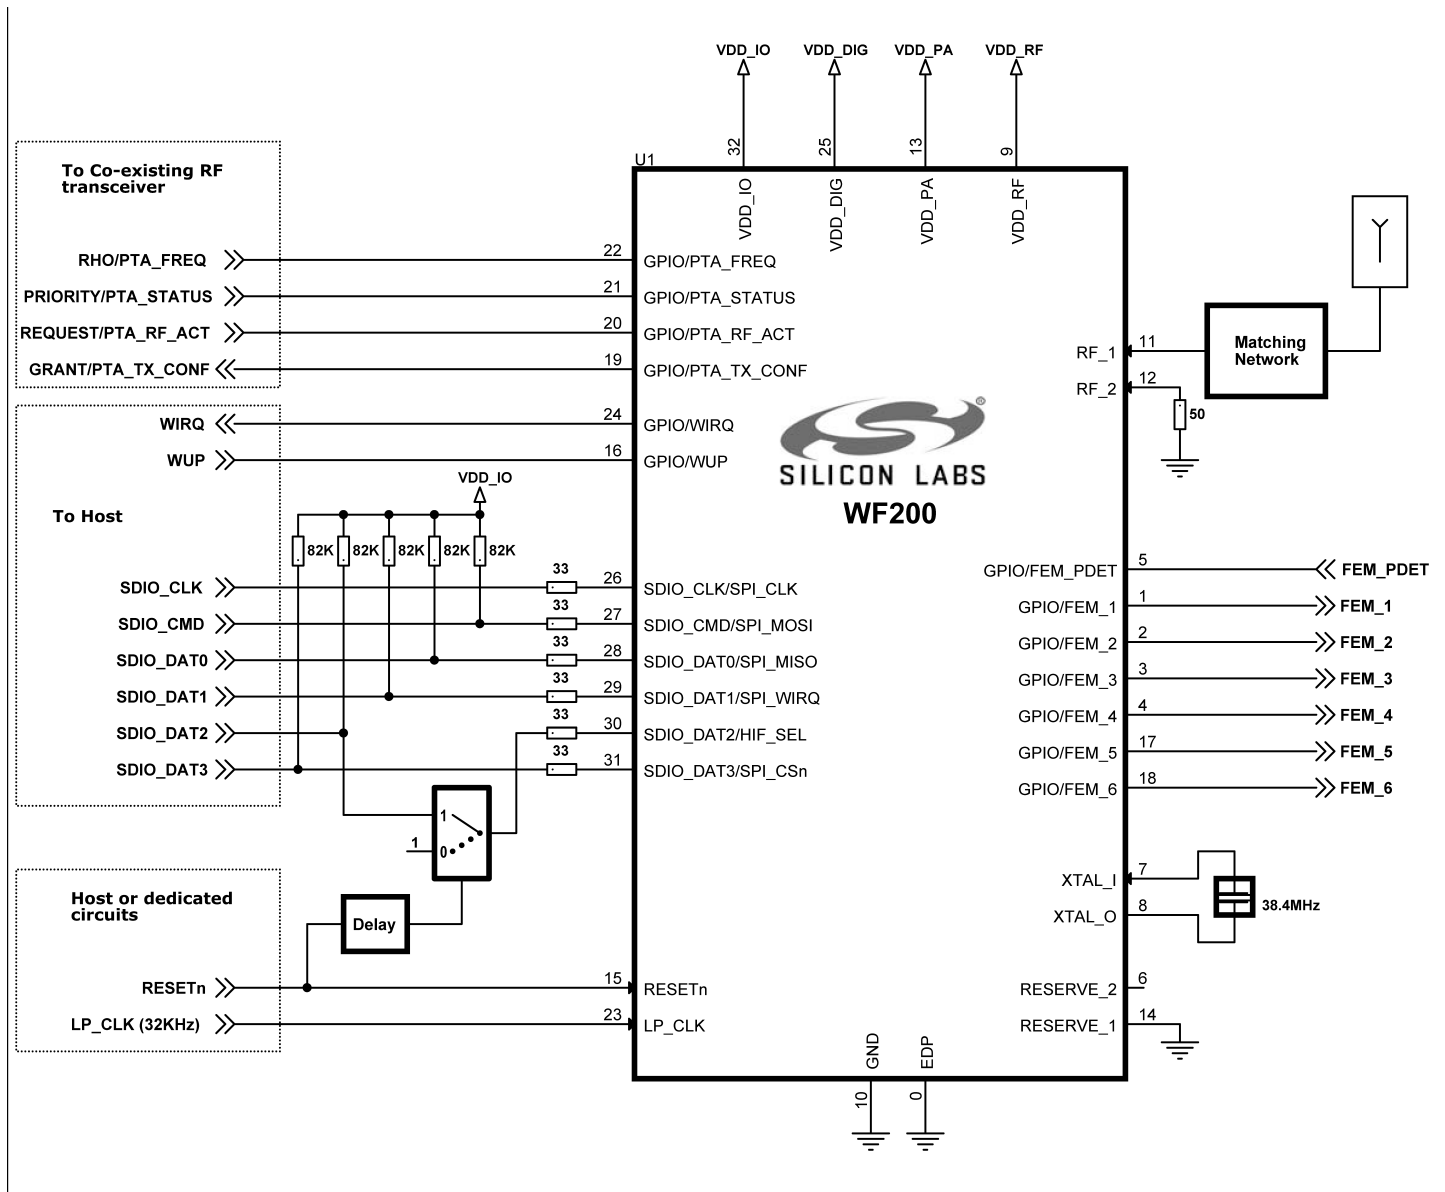 VDD_IO VDD_DIG VDD_PA VDD_RF
32 25 13 9
U1
VDD_IO VDD_DIG VDD_PA VDD_RF
To Co-existing RF
transceiver
RHO/PTA_FREQ 22 GPIO/PTA_FREQ
PRIORITY/PTA_STATUS 21 GPIO/PTA_STATUS
REQUEST/PTA_RF_ACT 20 GPIO/PTA_RF_ACT
GRANT/PTA_TX_CONF 19 GPIO/PTA_TX_CONF
RF_1 11
Matching
Network
RF_2 12
50
WIRQ 24 GPIO/WIRQ
WUP 16 GPIO/WUP
®
SILICON LABS
WF200
VDD_IO
To Host
82K 82K 82K 82K 82K
SDIO_CLK 33 26 SDIO_CLK/SPI_CLK
SDIO_CMD 33 27 SDIO_CMD/SPI_MOSI
SDIO_DAT0 33 28 SDIO_DAT0/SPI_MISO
SDIO_DAT1 33 29 SDIO_DAT1/SPI_WIRQ
SDIO_DAT2 33 30 SDIO_DAT2/HIF_SEL
SDIO_DAT3 33 31 SDIO_DAT3/SPI_CSn
GPIO/FEM_PDET 5 FEM_PDET
GPIO/FEM_1 1 FEM_1
GPIO/FEM_2 2 FEM_2
GPIO/FEM_3 3 FEM_3
GPIO/FEM_4 4 FEM_4
GPIO/FEM_5 17 FEM_5
GPIO/FEM_6 18 FEM_6
1
1 0
XTAL_I 7
XTAL_O 8
38.4MHz
Host or dedicated
circuits
Delay
RESETn 15 RESETn
LP_CLK (32KHz) 23 LP_CLK
RESERVE_2 6
RESERVE_1 14
GND EDP
10 0